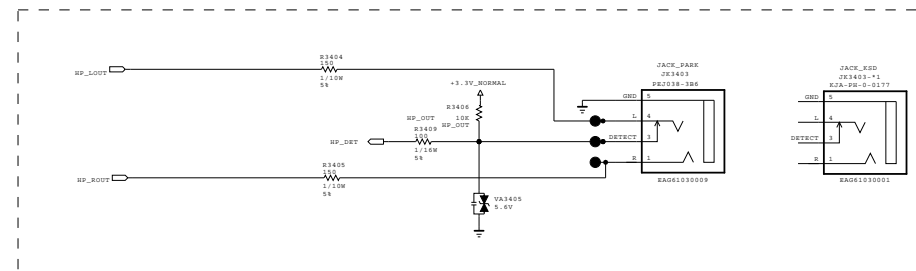 R3404
150
1/10W
5%
HP_LOUT
+3.3V_NORMAL
R3406
10K
HP_OUT
HP_OUT
R3409
100
1/16W
5%
HP_DET
R3405
150
1/10W
5%
HP_ROUT
VA3405
5.6V
JACK_PARK
JK3403
PEJ038-3B6
GND 5
L 4
DETECT 3
R 1
EAG61030009
JACK_KSD
JK3403-*1
KJA-PH-0-0177
GND 5
L 4
DETECT 3
R 1
EAG61030001